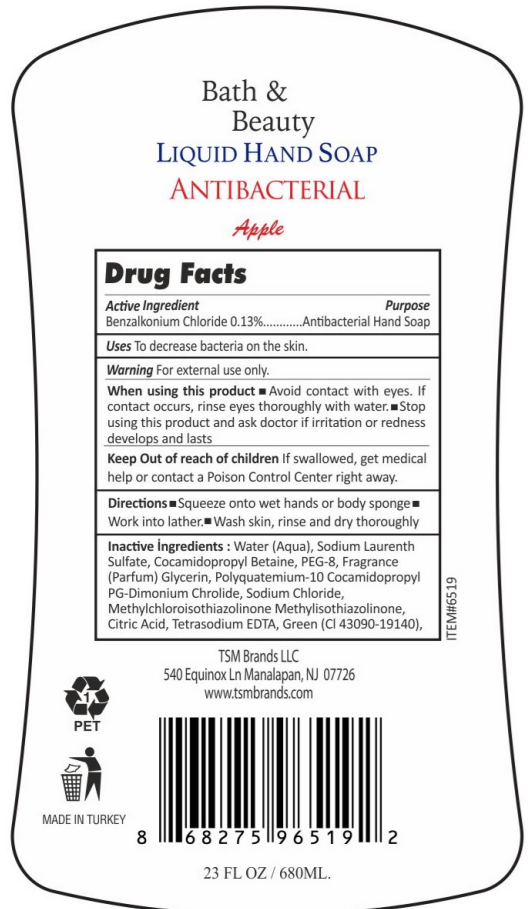 Bath &
Beauty
LIQUID HAND SOAP
ANTIBACTERIAL
Apple
Drug Facts
Active Ingredient Purpose
Benzalkonium Chloride 0.13%............Antibacterial Hand Soap
Uses To decrease bacteria on the skin.
Warning For external use only.
When using this product ■ Avoid contact with eyes. If
contact occurs, rinse eyes thoroughly with water. ■ Stop
using this product and ask doctor if irritation or redness
develops and lasts
Keep Out of reach of children If swallowed, get medical
help or contact a Poison Control Center right away.
Directions ■ Squeeze onto wet hands or body sponge ■
Work into lather. ■ Wash skin, rinse and dry thoroughly
Inactive İngredients : Water (Aqua), Sodium Laurenth
Sulfate, Cocamidopropyl Betaine, PEG-8, Fragrance
(Parfum) Glycerin, Polyquatemium-10 Cocamidopropyl
PG-Dimonium Chrolide, Sodium Chloride,
Methylchloroisothiazolinone Methylisothiazolinone,
Citric Acid, Tetrasodium EDTA, Green (Cl 43090-19140),
ITEM#6519
TSM Brands LLC
540 Equinox Ln Manalapan, NJ 07726
www.tsmbrands.com
1
PET
MADE IN TURKEY
8 68275 96519 2
23 FL OZ / 680ML.